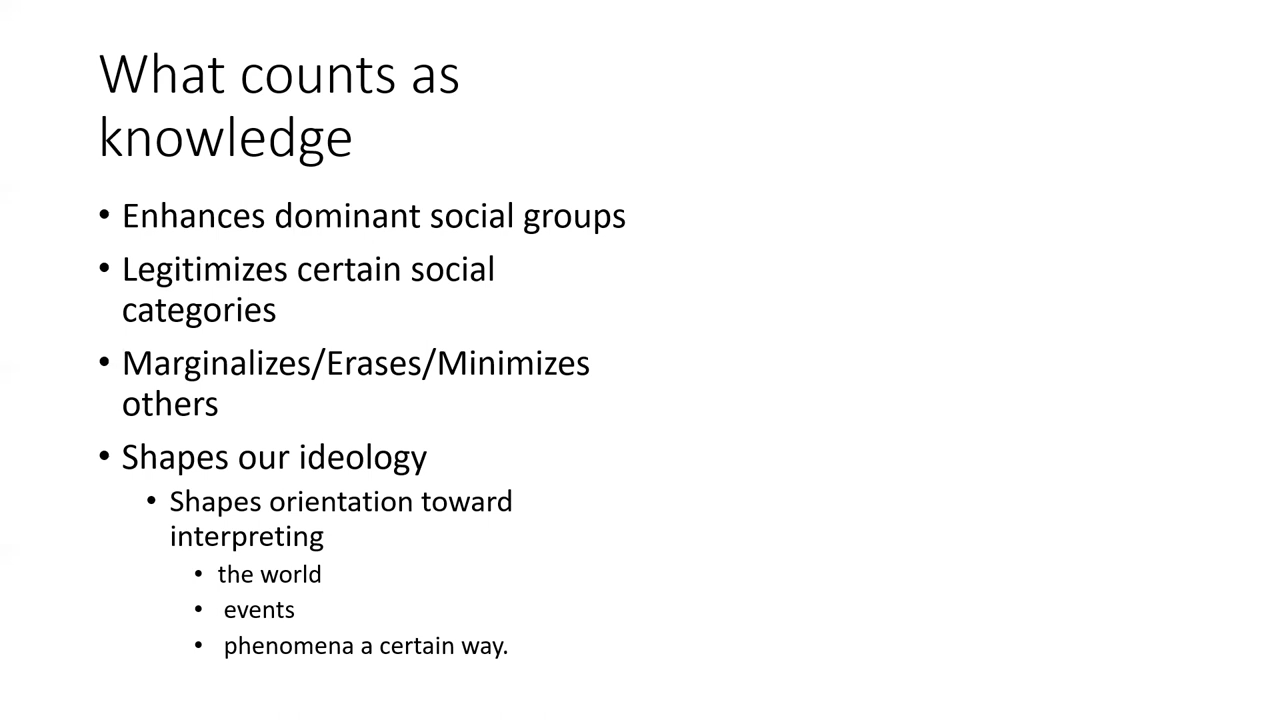 What counts as
knowledge
• Enhances dominant social groups
• Legitimizes certain social
categories
• Marginalizes/Erases/Minimizes
others
• Shapes our ideology
• Shapes orientation toward
interpreting
• the world
• events
• phenomena a certain way.